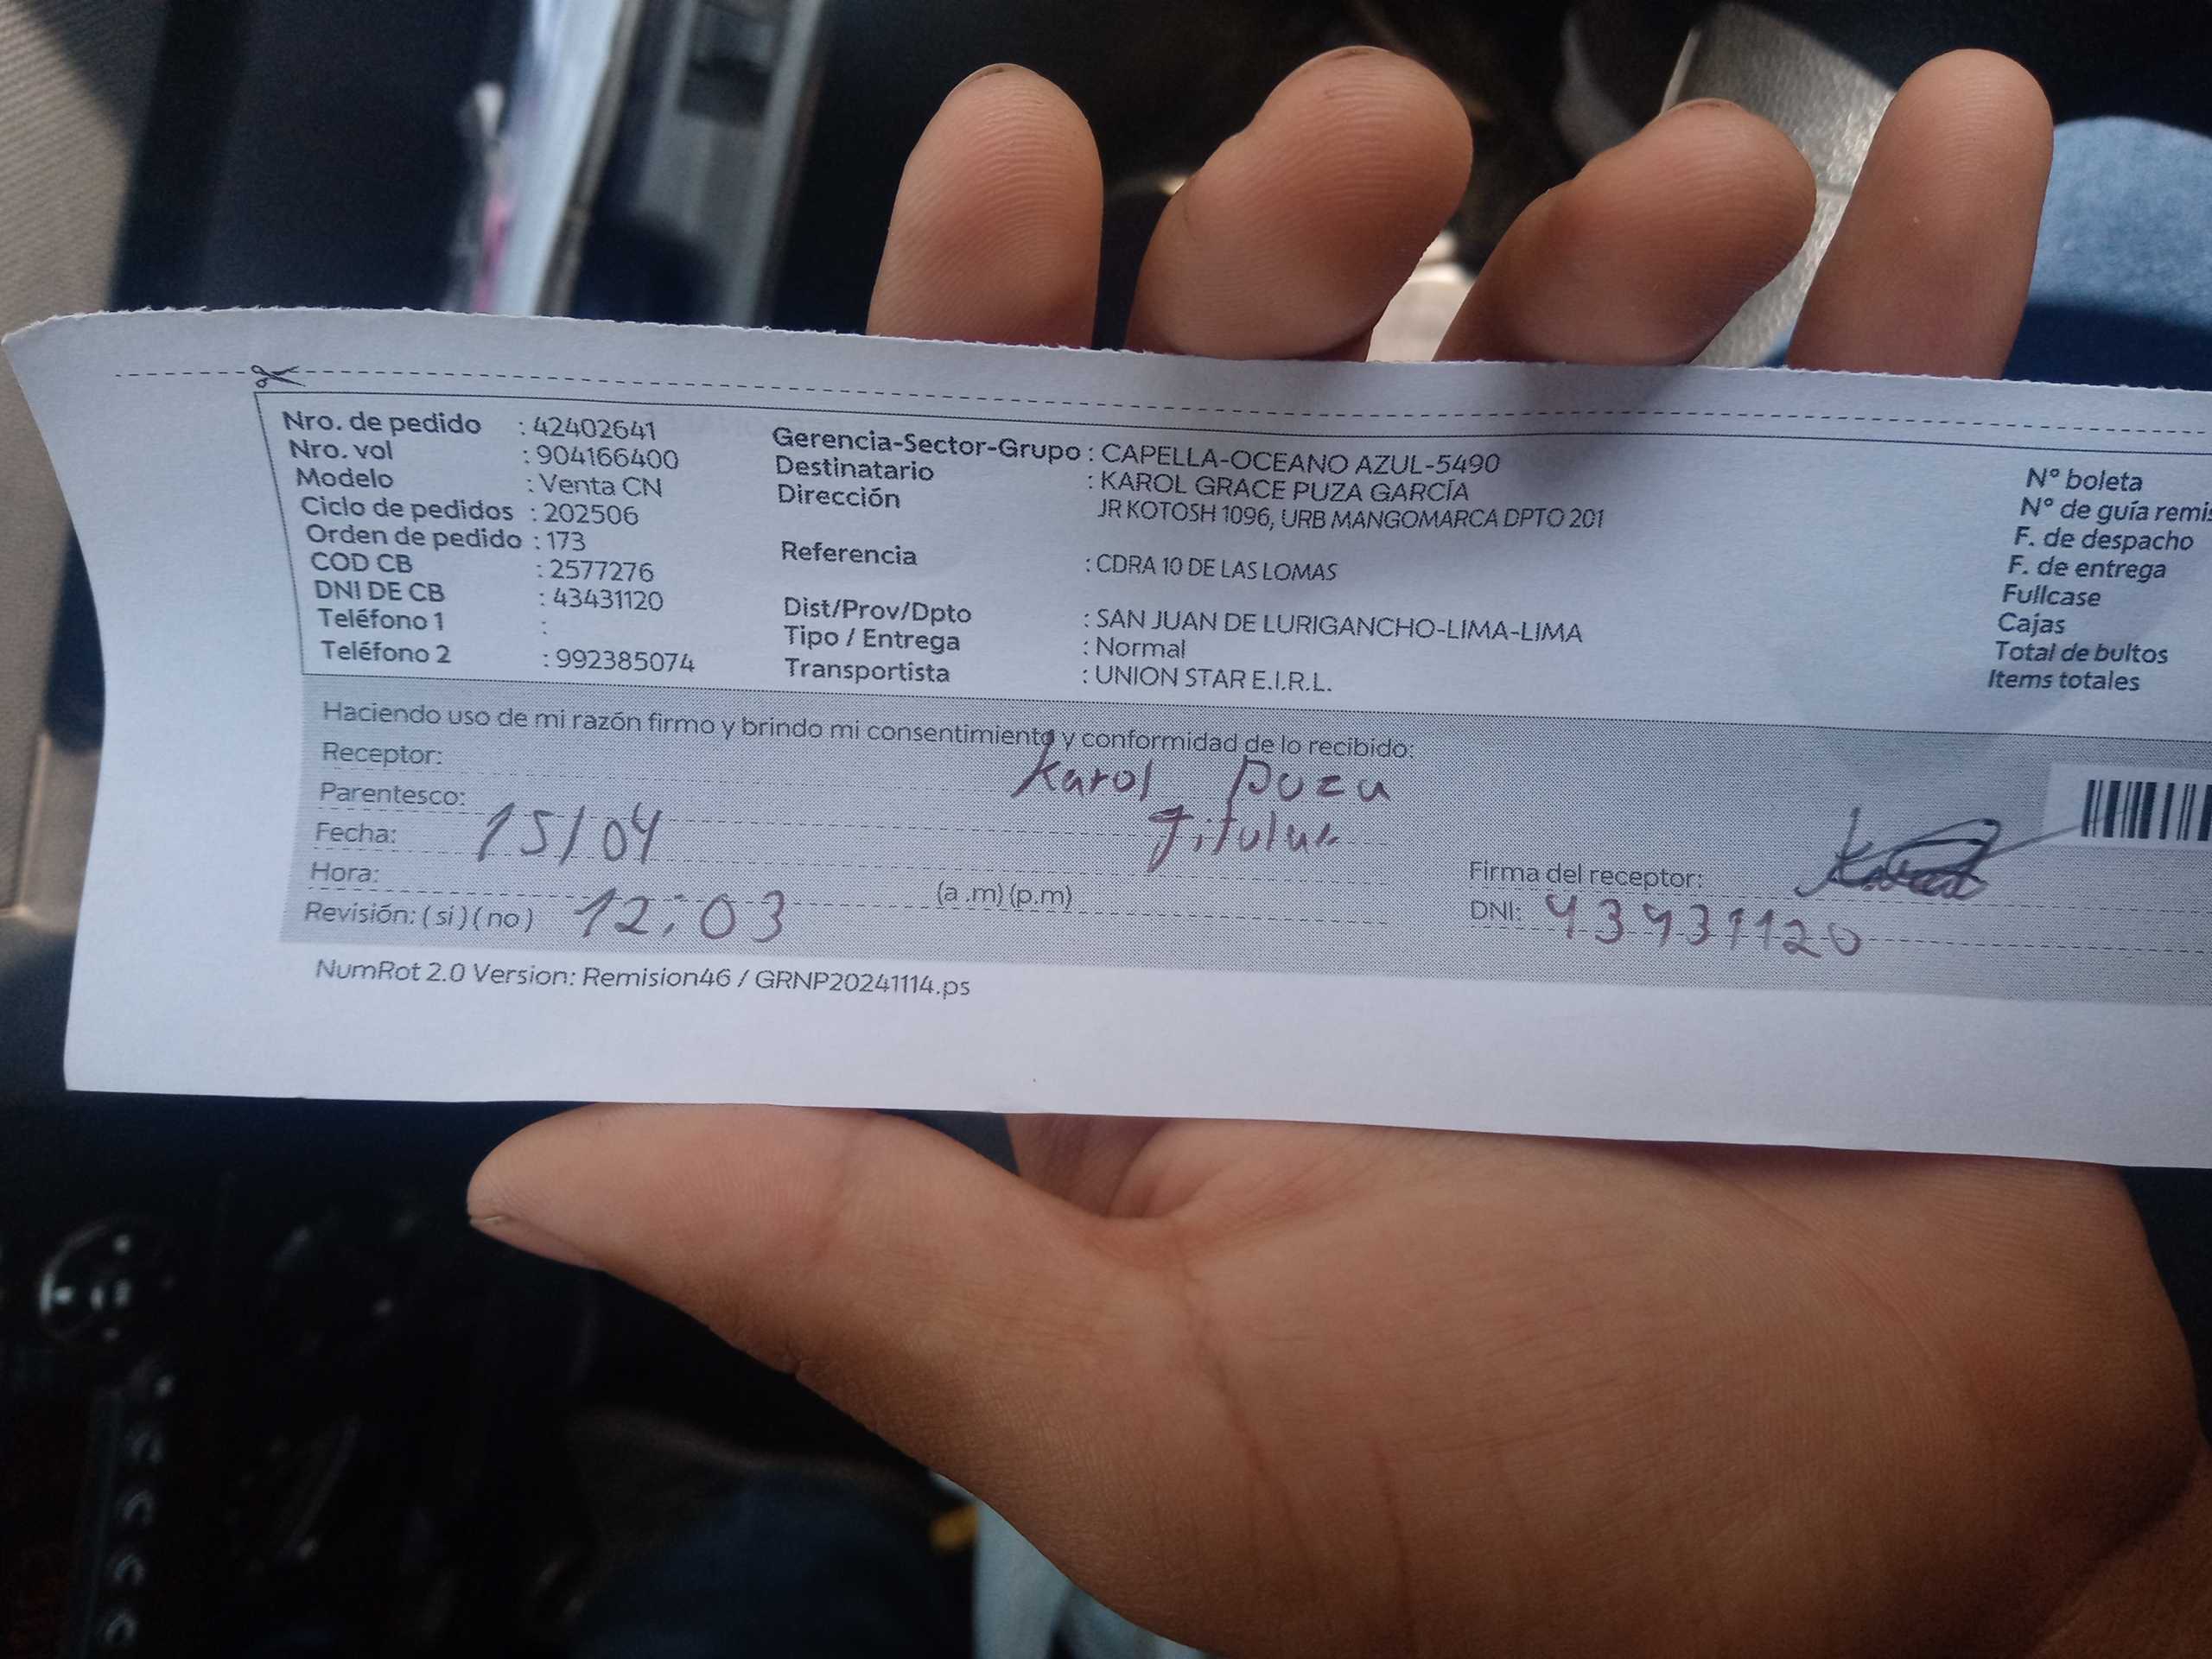 Nro. de pedido : 42402641
Nro. vol : 904166400
Modelo : Venta CN
Ciclo de pedidos : 202506
Orden de pedido : 173
COD CB : 2577276
DNI DE CB : 43431120
Teléfono 1 :
Teléfono 2 : 992385074
Gerencia-Sector-Grupo : CAPELLA-OCEANO AZUL-5490
Destinatario : KAROL GRACE PUZA GARCÍA
Dirección JR KOTOSH 1096, URB MANGOMARCA DPTO 201
Referencia : CDRA 10 DE LAS LOMAS
Dist/Prov/Dpto : SAN JUAN DE LURIGANCHO-LIMA-LIMA
Tipo / Entrega : Normal
Transportista : UNION STAR E.I.R.L.
N° boleta
N° de guía remis
F. de despacho
F. de entrega
Fullcase
Cajas
Total de bultos
Items totales
Haciendo uso de mi razón firmo y brindo mi consentimiento y conformidad de lo recibido:
Receptor: Karol Puza
Parentesco: Titular
Fecha: 15/04
Hora: (a .m) (p.m)
Revisión: ( si ) ( no ) 12:03
Firma del receptor:
DNI: 43431120
NumRot 2.0 Version: Remision46 / GRNP20241114.ps